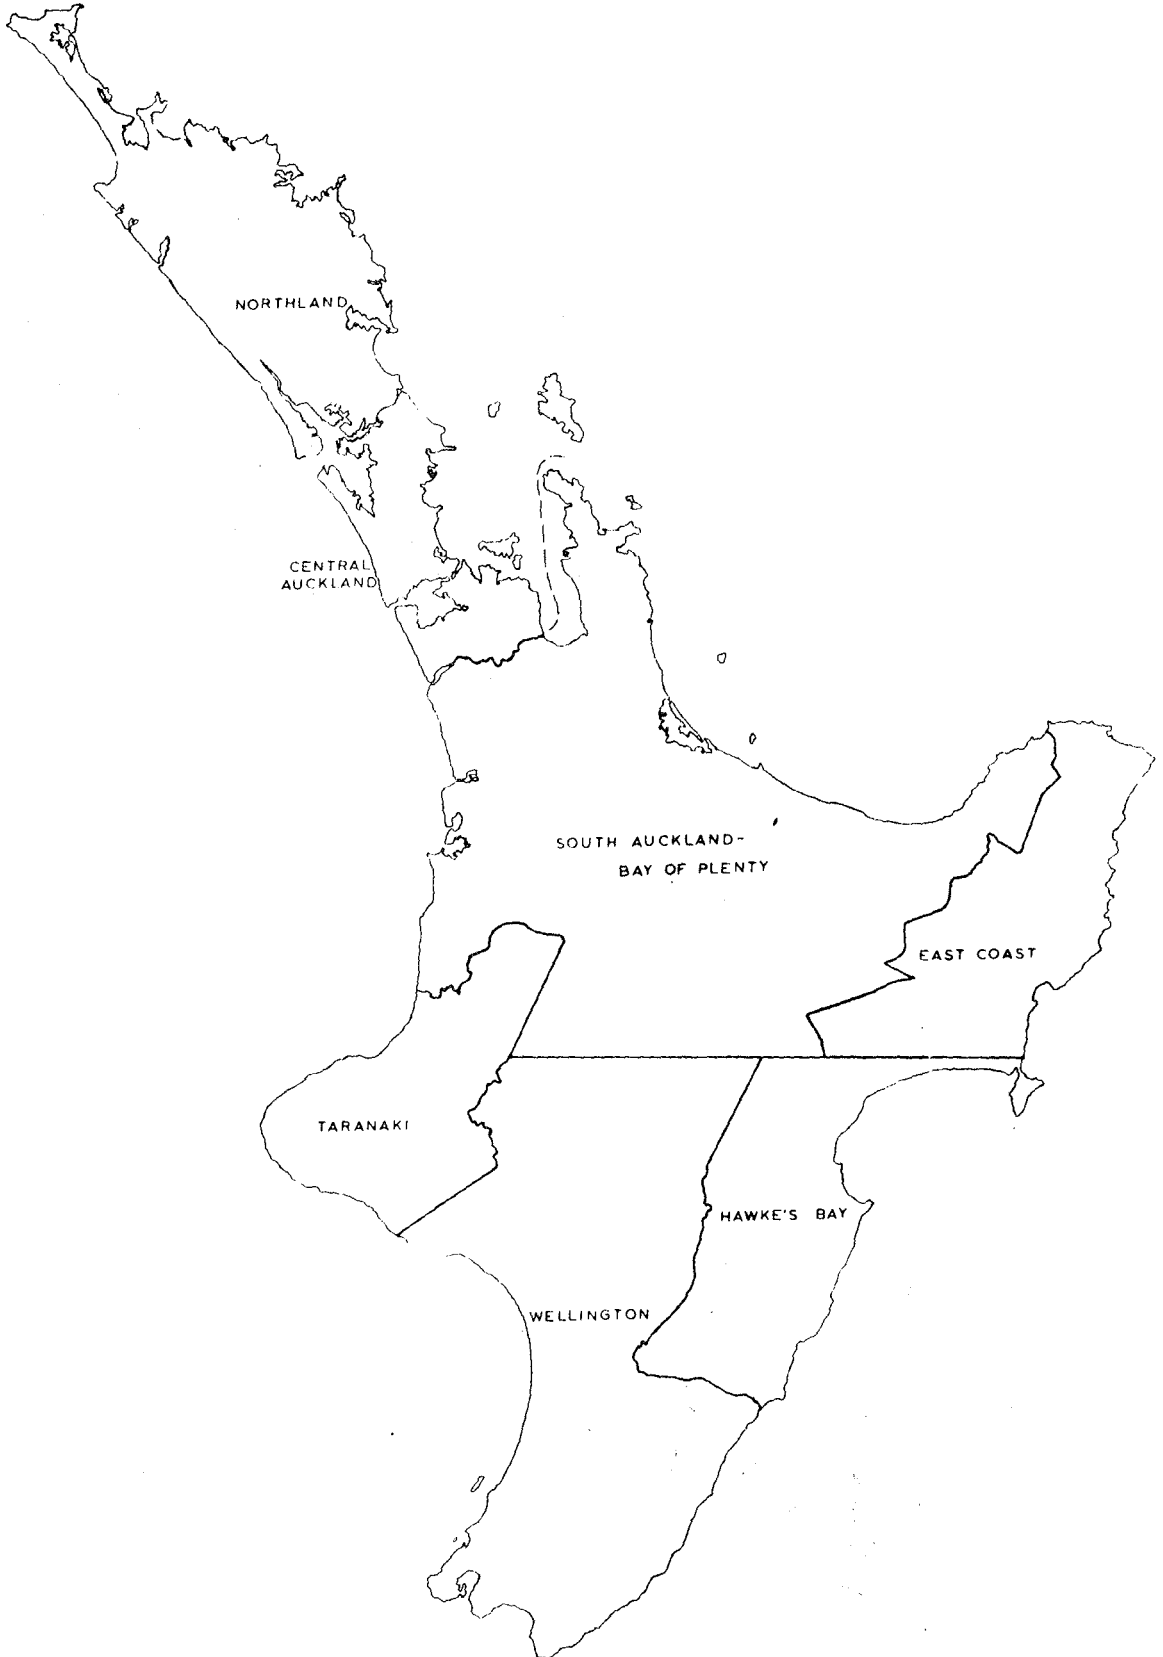 NORTHLAND
CENTRAL
AUCKLAND
SOUTH AUCKLAND-
BAY OF PLENTY
EAST COAST
TARANAKI
HAWKE'S BAY
WELLINGTON